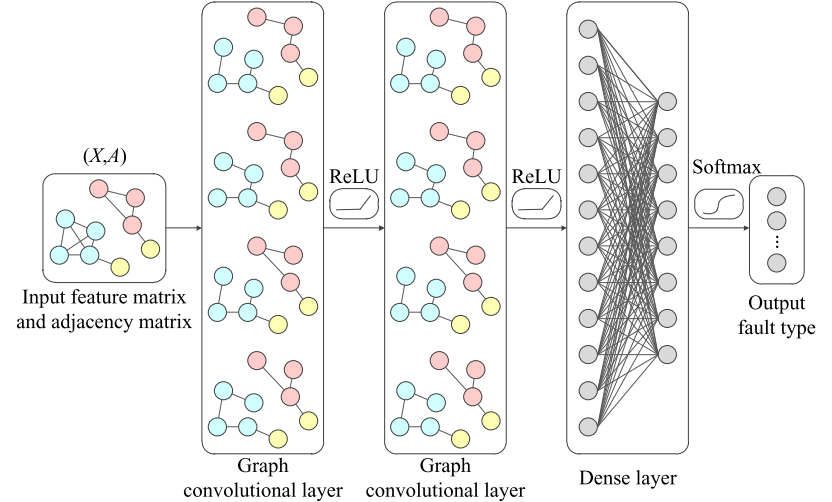 (X,A)
Input feature matrix
and adjacency matrix
Graph
convolutional layer
ReLU
Graph
convolutional layer
ReLU
Dense layer
Softmax
Output
fault type